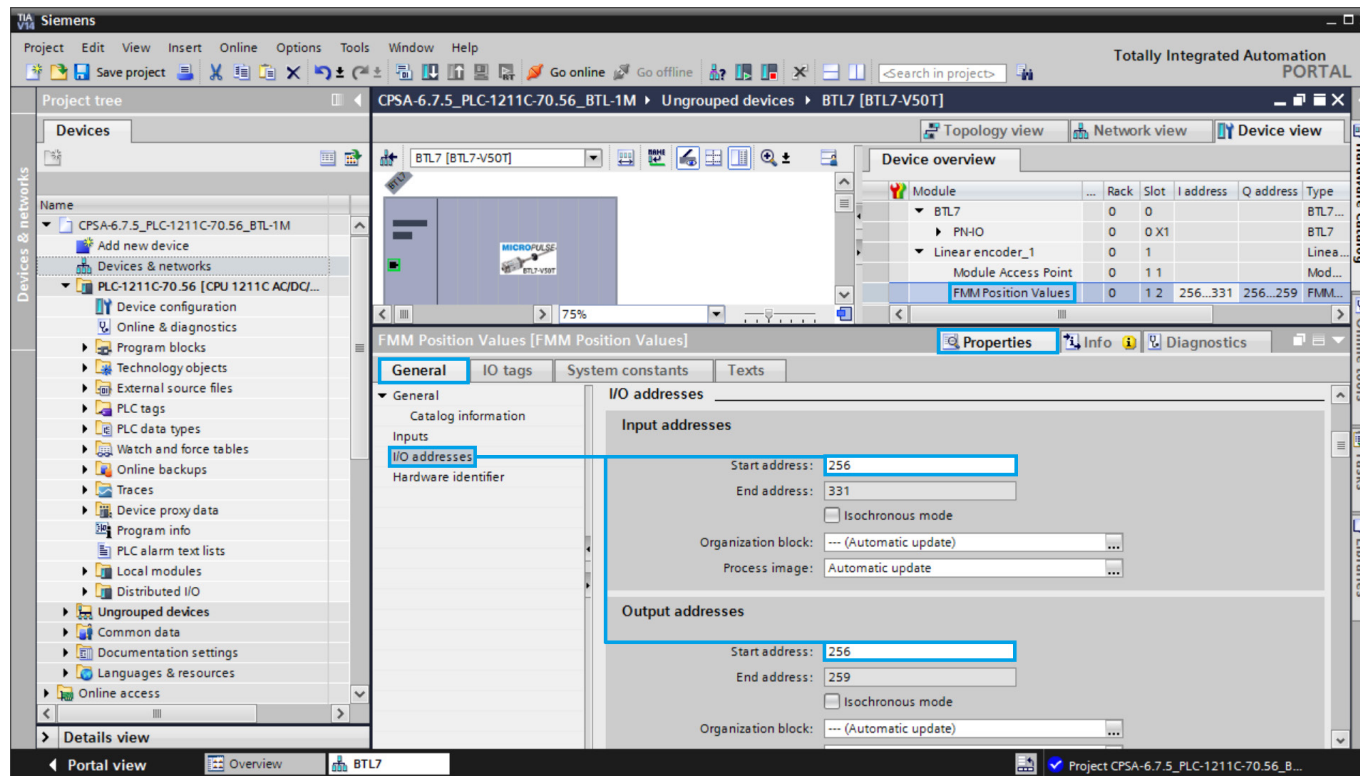 TIA V14 Siemens
Project Edit View Insert Online Options Tools Window Help
Totally Integrated Automation
PORTAL
Save project Go online Go offline <Search in project>
Project tree
CPSA-6.7.5_PLC-1211C-70.56_BTL-1M Ungrouped devices BTL7 [BTL7-V50T]
Devices
Topology view Network view Device view
BTL7 [BTL7-V50T]
Device overview
Devices & networks
Name
CPSA-6.7.5_PLC-1211C-70.56_BTL-1M
Add new device
Devices & networks
PLC-1211C-70.56 [CPU 1211C AC/DC/...
Device configuration
Online & diagnostics
Program blocks
Technology objects
External source files
PLC tags
PLC data types
Watch and force tables
Online backups
Traces
Device proxy data
Program info
PLC alarm text lists
Local modules
Distributed I/O
Ungrouped devices
Common data
Documentation settings
Languages & resources
Online access
Details view
BTL7
MICROPULSE
BTL7-V50T
75%
Module ... Rack Slot I address Q address Type
BTL7 0 0 BTL7...
PN-IO 0 0 X1 BTL7
Linear encoder_1 0 1 Linea...
Module Access Point 0 1 1 Mod...
FMM Position Values 0 1 2 256...331 256...259 FMM...
FMM Position Values [FMM Position Values]
Properties Info Diagnostics
General IO tags System constants Texts
General
Catalog information
Inputs
I/O addresses
Hardware identifier
I/O addresses
Input addresses
Start address: 256
End address: 331
Isochronous mode
Organization block: --- (Automatic update) ...
Process image: Automatic update ...
Output addresses
Start address: 256
End address: 259
Isochronous mode
Organization block: --- (Automatic update) ...
Portal view Overview BTL7
Project CPSA-6.7.5_PLC-1211C-70.56_B...